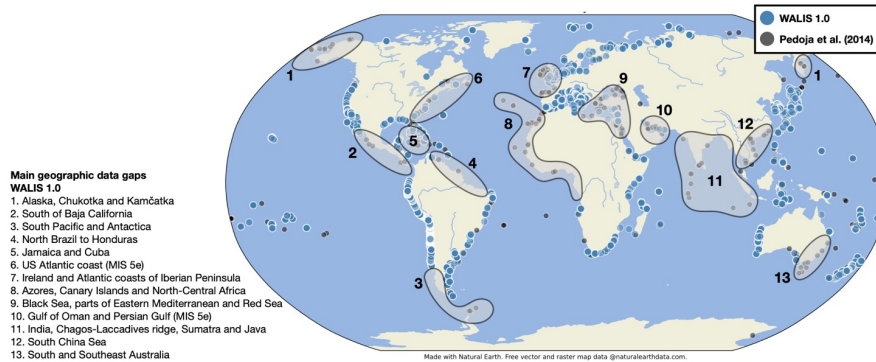 WALIS 1.0
Pedoja et al. (2014)
1
6
7
9
1
10
8
12
5
2
4
11
3
13
Main geographic data gaps
WALIS 1.0
1. Alaska, Chukotka and Kamčatka
2. South of Baja California
3. South Pacific and Antactica
4. North Brazil to Honduras
5. Jamaica and Cuba
6. US Atlantic coast (MIS 5e)
7. Ireland and Atlantic coasts of Iberian Peninsula
8. Azores, Canary Islands and North-Central Africa
9. Black Sea, parts of Eastern Mediterranean and Red Sea
10. Gulf of Oman and Persian Gulf (MIS 5e)
11. India, Chagos-Laccadives ridge, Sumatra and Java
12. South China Sea
13. South and Southeast Australia
Made with Natural Earth. Free vector and raster map data @naturalearthdata.com.